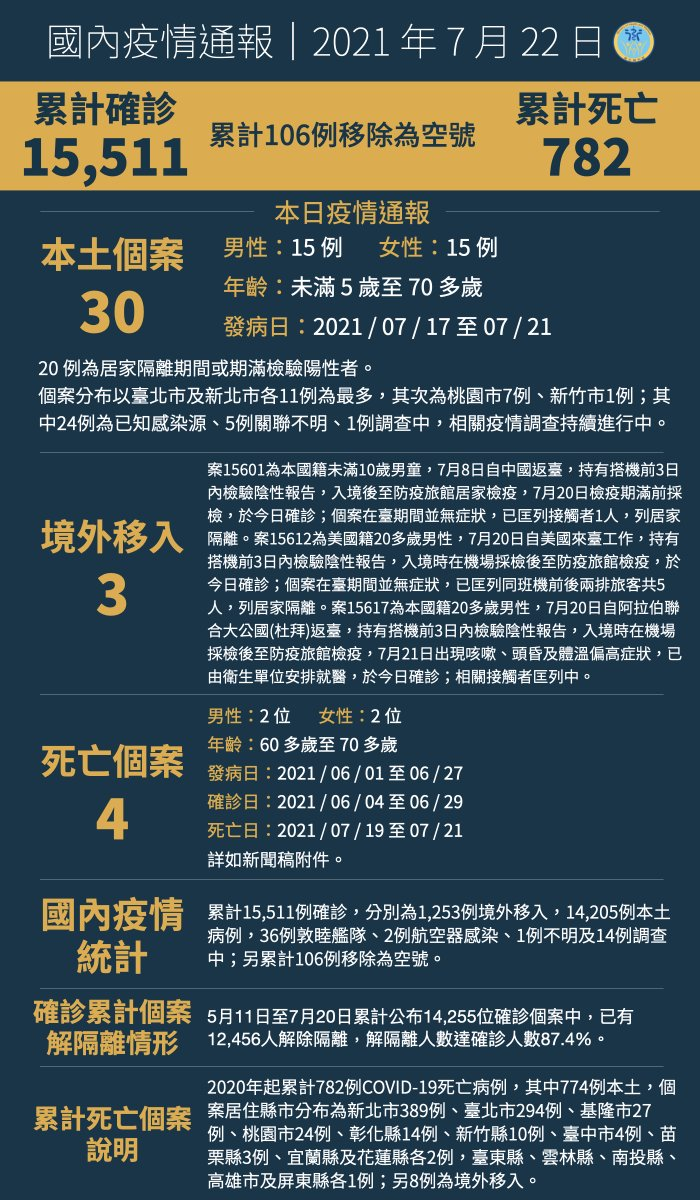 國內疫情通報｜2021 年 7 月 22 日
累計確診
15,511
累計106例移除為空號
累計死亡
782
本日疫情通報
本土個案
30
男性：15 例 女性：15 例
年齡：未滿 5 歲至 70 多歲
發病日：2021 / 07 / 17 至 07 / 21
20 例為居家隔離期間或期滿檢驗陽性者。
個案分布以臺北市及新北市各11例為最多，其次為桃園市7例、新竹市1例；其
中24例為已知感染源、5例關聯不明、1例調查中，相關疫情調查持續進行中。
境外移入
3
案15601為本國籍未滿10歲男童，7月8日自中國返臺，持有搭機前3日
內檢驗陰性報告，入境後至防疫旅館居家檢疫，7月20日檢疫期滿前採
檢，於今日確診；個案在臺期間並無症狀，已匡列接觸者1人，列居家
隔離。案15612為美國籍20多歲男性，7月20日自美國來臺工作，持有
搭機前3日內檢驗陰性報告，入境時在機場採檢後至防疫旅館檢疫，於
今日確診；個案在臺期間並無症狀，已匡列同班機前後兩排旅客共5
人，列居家隔離。案15617為本國籍20多歲男性，7月20日自阿拉伯聯
合大公國(杜拜)返臺，持有搭機前3日內檢驗陰性報告，入境時在機場
採檢後至防疫旅館檢疫，7月21日出現咳嗽、頭昏及體溫偏高症狀，已
由衛生單位安排就醫，於今日確診；相關接觸者匡列中。
死亡個案
4
男性：2 位 女性：2 位
年齡：60 多歲至 70 多歲
發病日：2021 / 06 / 01 至 06 / 27
確診日：2021 / 06 / 04 至 06 / 29
死亡日：2021 / 07 / 19 至 07 / 21
詳如新聞稿附件。
國內疫情
統計
累計15,511例確診，分別為1,253例境外移入，14,205例本土
病例，36例敦睦艦隊、2例航空器感染、1例不明及14例調查
中；另累計106例移除為空號。
確診累計個案
解隔離情形
5月11日至7月20日累計公布14,255位確診個案中，已有
12,456人解除隔離，解隔離人數達確診人數87.4%。
累計死亡個案
說明
2020年起累計782例COVID-19死亡病例，其中774例本土，個
案居住縣市分布為新北市389例、臺北市294例、基隆市27
例、桃園市24例、彰化縣14例、新竹縣10例、臺中市4例、苗
栗縣3例、宜蘭縣及花蓮縣各2例，臺東縣、雲林縣、南投縣、
高雄市及屏東縣各1例；另8例為境外移入。